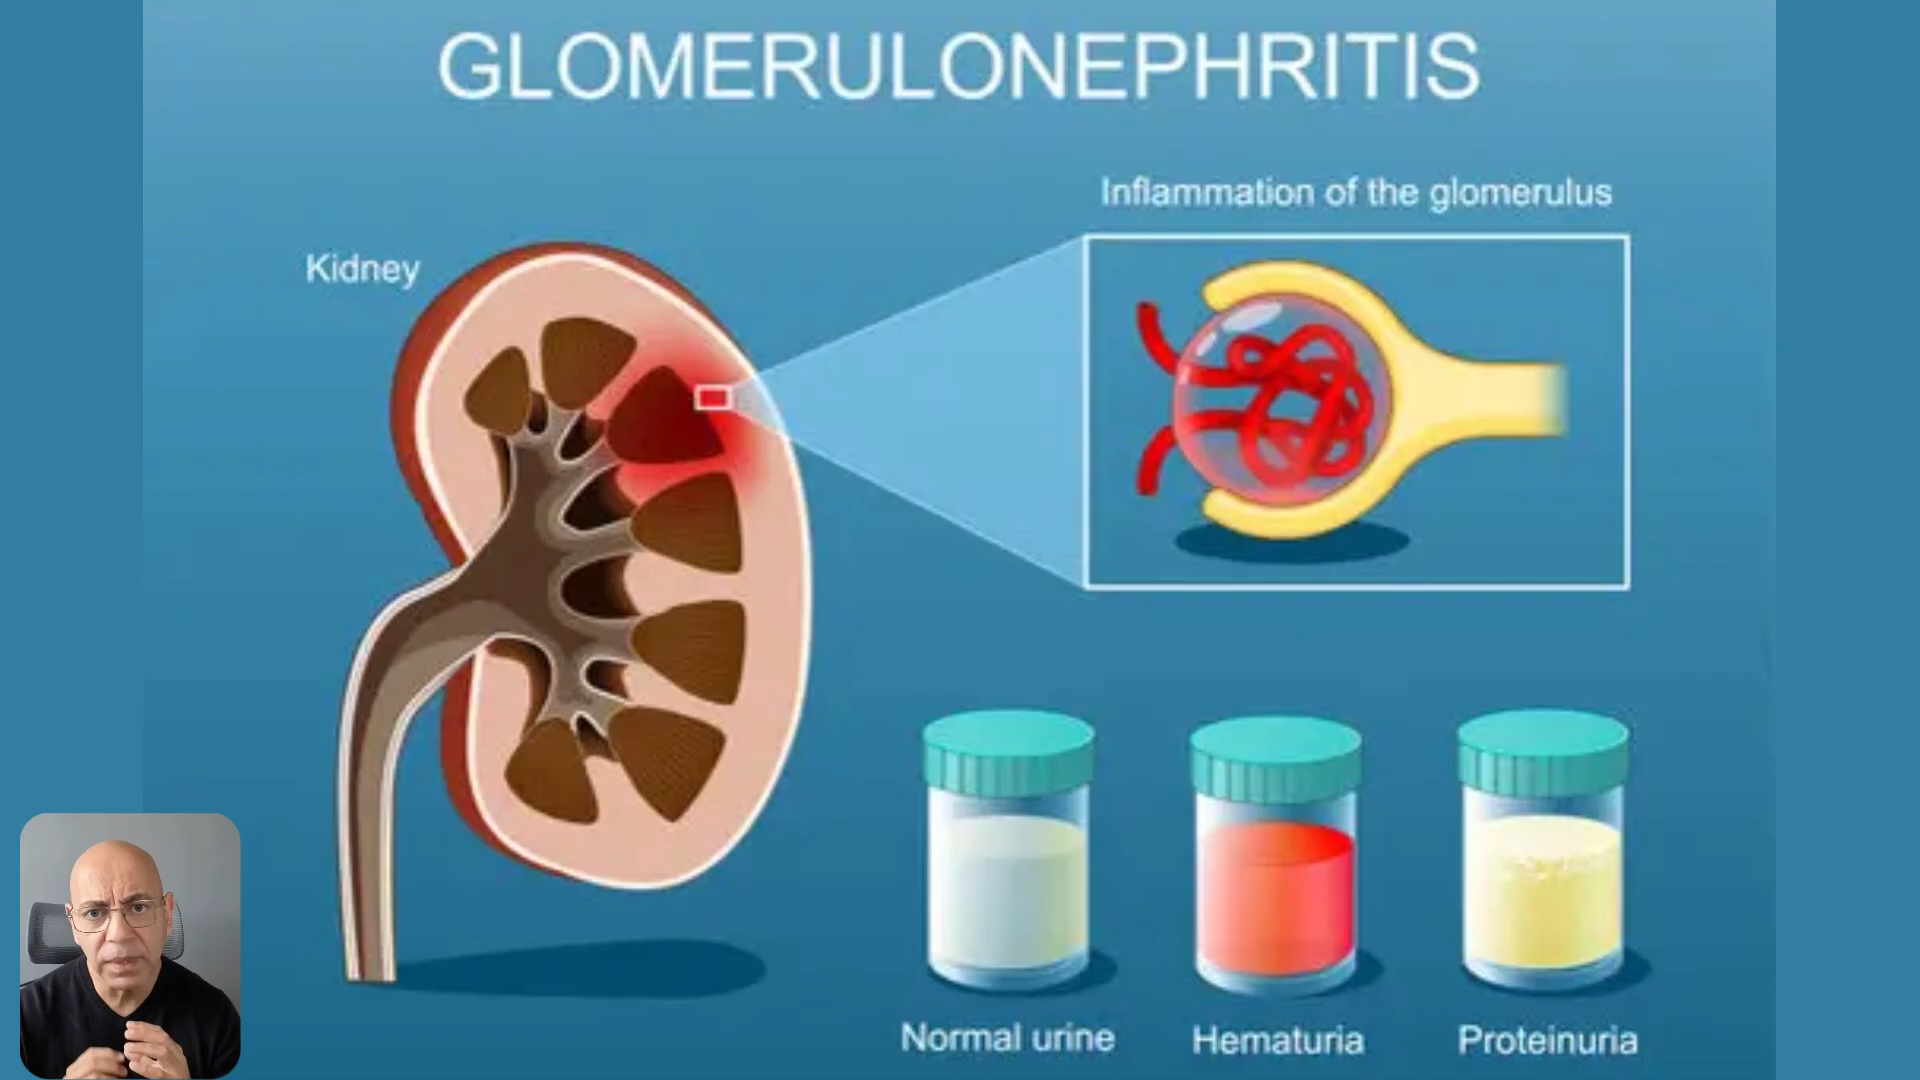 GLOMERULONEPHRITIS
Inflammation of the glomerulus
Kidney
Normal urine
Hematuria
Proteinuria